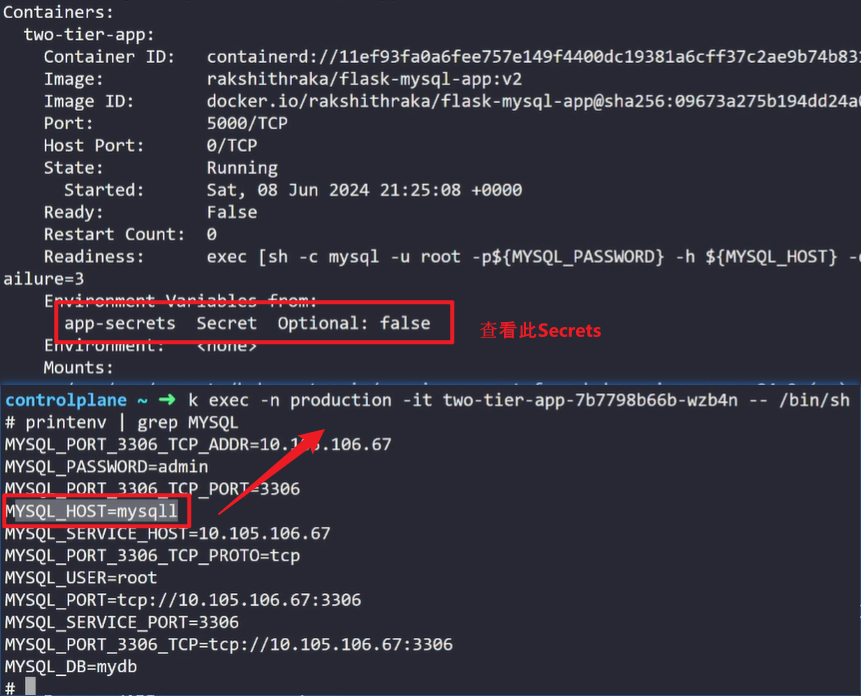 Containers:
two-tier-app:
Container ID: containerd://11ef93fa0a6fee757e149f4400dc19381a6cff37c2ae9b74b83
Image: rakshithraka/flask-mysql-app:v2
Image ID: docker.io/rakshithraka/flask-mysql-app@sha256:09673a275b194dd24a
Port: 5000/TCP
Host Port: 0/TCP
State: Running
Started: Sat, 08 Jun 2024 21:25:08 +0000
Ready: False
Restart Count: 0
Readiness: exec [sh -c mysql -u root -p${MYSQL_PASSWORD} -h ${MYSQL_HOST} -
ailure=3
Environment Variables from:
app-secrets Secret Optional: false
查看此Secrets
Environment: <none>
Mounts:
controlplane ~ ➜ k exec -n production -it two-tier-app-7b7798b66b-wzb4n -- /bin/sh
# printenv | grep MYSQL
MYSQL_PORT_3306_TCP_ADDR=10.105.106.67
MYSQL_PASSWORD=admin
MYSQL_PORT_3306_TCP_PORT=3306
MYSQL_HOST=mysqll
MYSQL_SERVICE_HOST=10.105.106.67
MYSQL_PORT_3306_TCP_PROTO=tcp
MYSQL_USER=root
MYSQL_PORT=tcp://10.105.106.67:3306
MYSQL_SERVICE_PORT=3306
MYSQL_PORT_3306_TCP=tcp://10.105.106.67:3306
MYSQL_DB=mydb
#